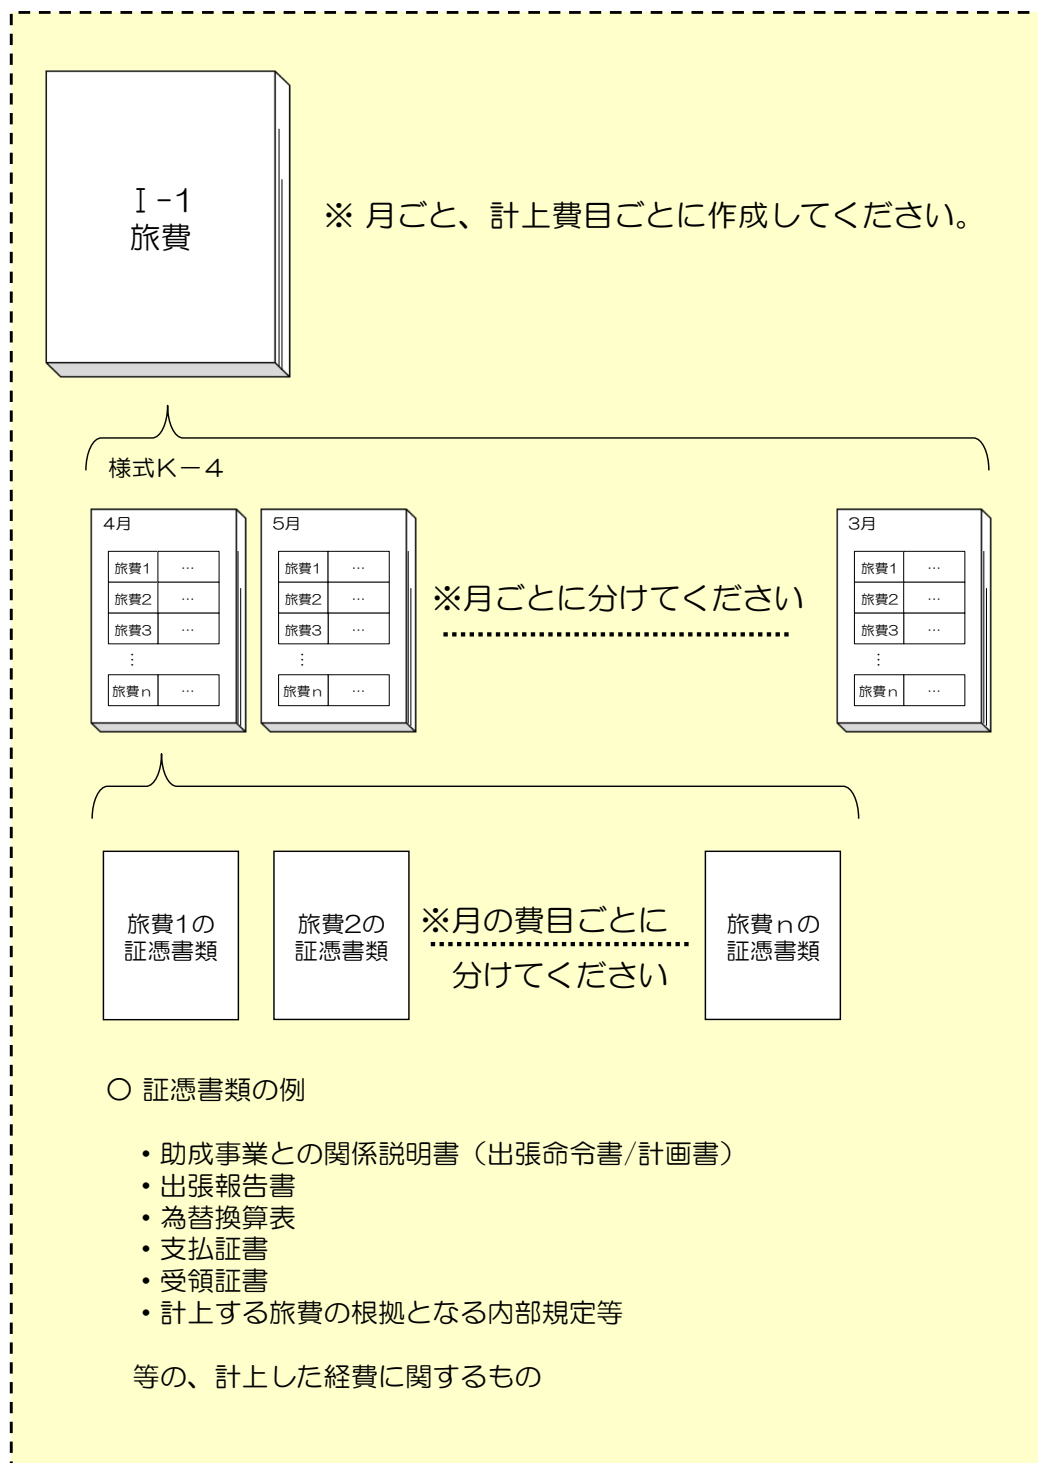 Ⅰ-1
旅費
※ 月ごと、計上費目ごとに作成してください。
様式K－4
4月
旅費1 …
旅費2 …
旅費3 …
⋮
旅費n …
5月
旅費1 …
旅費2 …
旅費3 …
⋮
旅費n …
※月ごとに分けてください
3月
旅費1 …
旅費2 …
旅費3 …
⋮
旅費n …
旅費1の
証憑書類
旅費2の
証憑書類
※月の費目ごとに
分けてください
旅費nの
証憑書類
〇 証憑書類の例
・助成事業との関係説明書（出張命令書/計画書）
・出張報告書
・為替換算表
・支払証書
・受領証書
・計上する旅費の根拠となる内部規定等
等の、計上した経費に関するもの